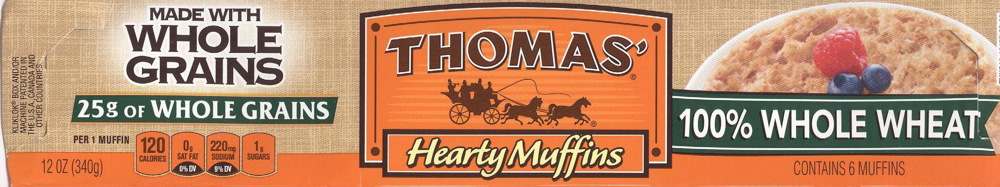 MADE WITH
WHOLE
GRAINS
25g OF WHOLE GRAINS
PER 1 MUFFIN
120
CALORIES
0g
SAT FAT
0% DV
220mg
SODIUM
9% DV
1g
SUGARS
12 OZ (340g)
KLIKLOK® BOX AND/OR
MACHINE PATENTED IN
THE U.S.A., CANADA AND
OTHER COUNTRIES.
THOMAS'®
®
Hearty Muffins
100% WHOLE WHEAT
CONTAINS 6 MUFFINS